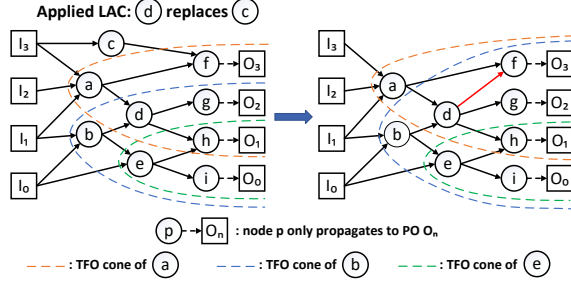 Applied LAC: d replaces c
I₃ c f O₃ I₃ f O₃
I₂ a g O₂ I₂ a g O₂
d d
I₁ b h O₁ I₁ b h O₁
e e
I₀ i O₀ I₀ i O₀
p O n : node p only propagates to PO Oₙ
: TFO cone of a : TFO cone of b : TFO cone of e